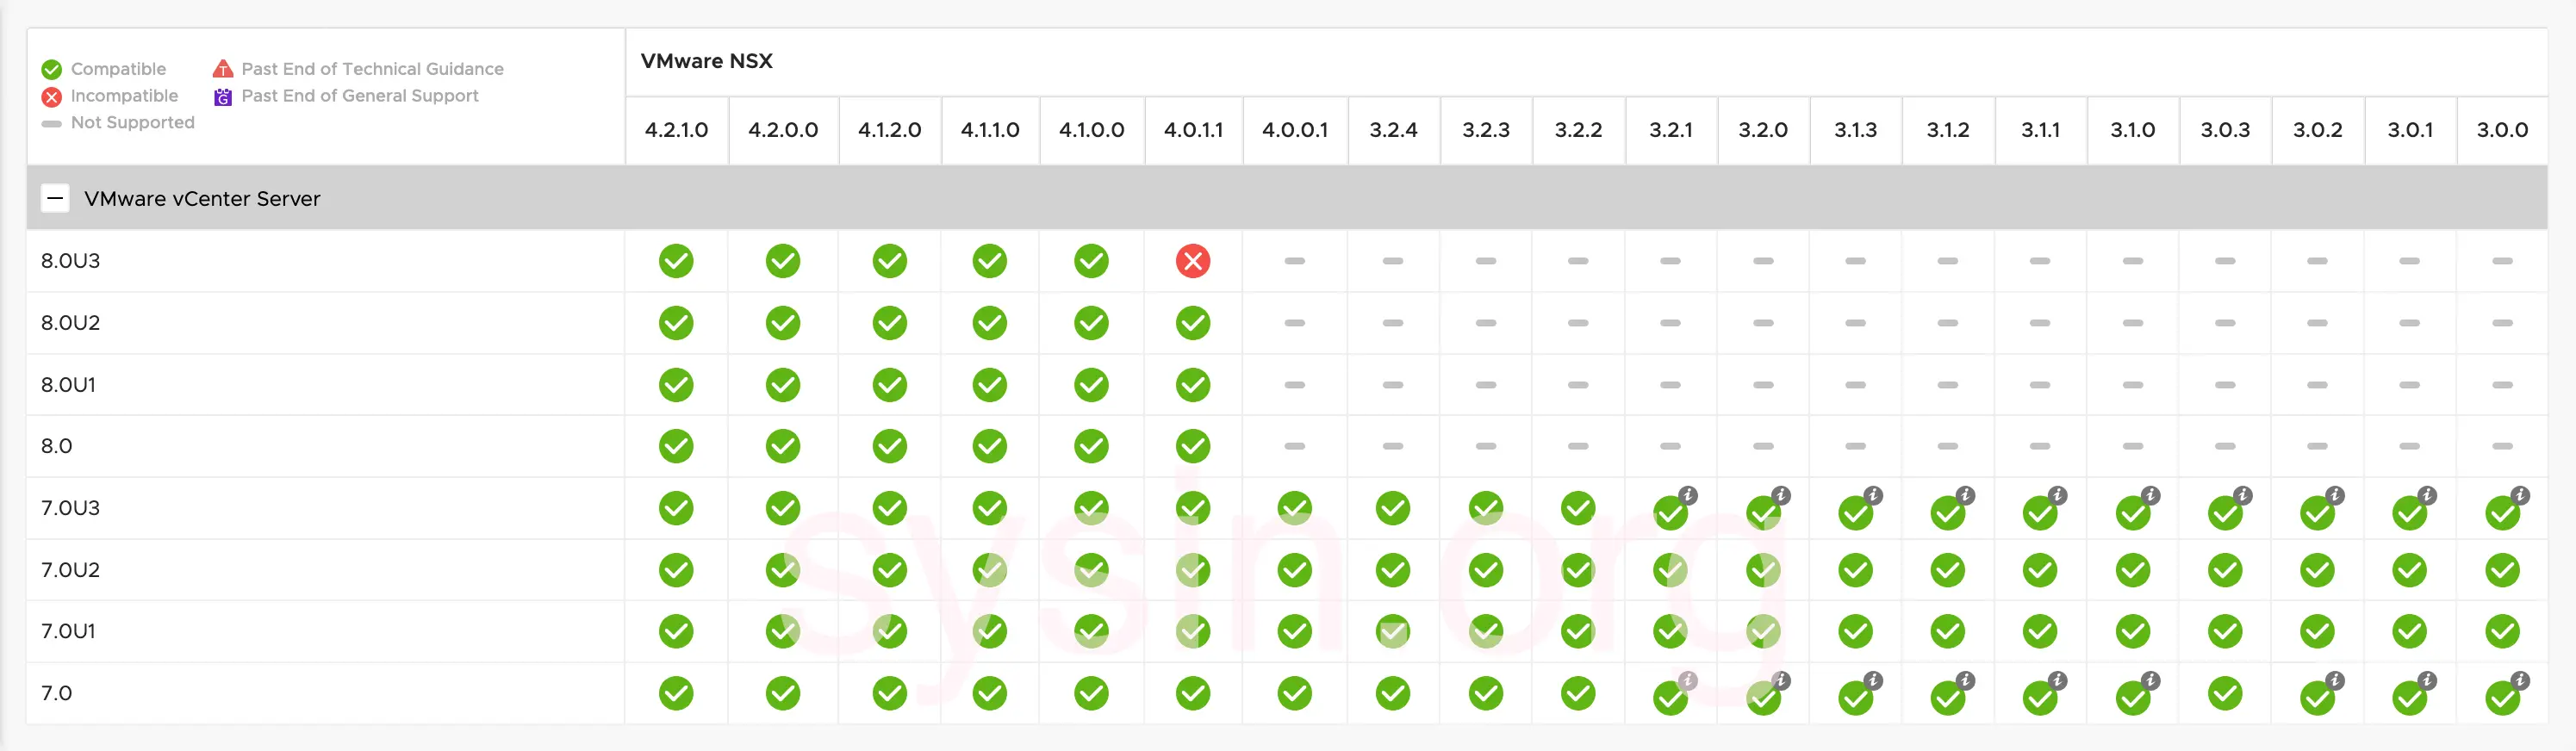 Compatible
Incompatible
Not Supported
Past End of Technical Guidance
Past End of General Support
VMware NSX
4.2.1.0 4.2.0.0 4.1.2.0 4.1.1.0 4.1.0.0 4.0.1.1 4.0.0.1 3.2.4 3.2.3 3.2.2 3.2.1 3.2.0 3.1.3 3.1.2 3.1.1 3.1.0 3.0.3 3.0.2 3.0.1 3.0.0
VMware vCenter Server
8.0U3
8.0U2
8.0U1
8.0
7.0U3
7.0U2
7.0U1
7.0
sysin.org